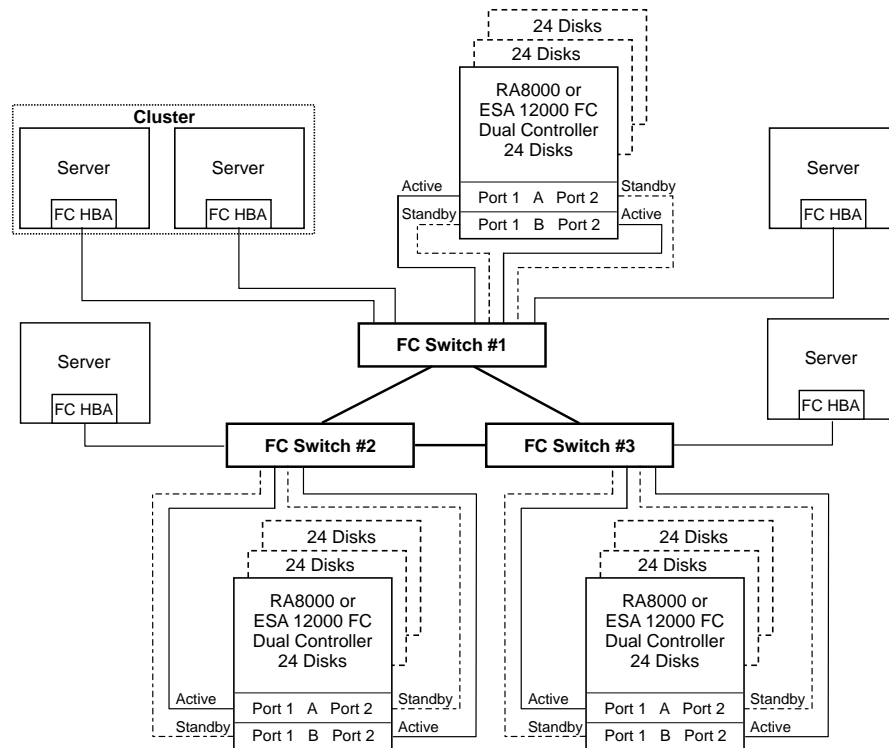 24 Disks
24 Disks
RA8000 or
ESA 12000 FC
Dual Controller
24 Disks
Active
Port 1 A Port 2
Standby
Standby
Port 1 B Port 2
Active
Cluster
Server
FC HBA
Server
FC HBA
Server
FC HBA
FC Switch #1
Server
FC HBA
Server
FC HBA
FC Switch #2
FC Switch #3
24 Disks
24 Disks
RA8000 or
ESA 12000 FC
Dual Controller
24 Disks
Active
Port 1 A Port 2
Standby
Standby
Port 1 B Port 2
Active
24 Disks
24 Disks
RA8000 or
ESA 12000 FC
Dual Controller
24 Disks
Active
Port 1 A Port 2
Standby
Standby
Port 1 B Port 2
Active